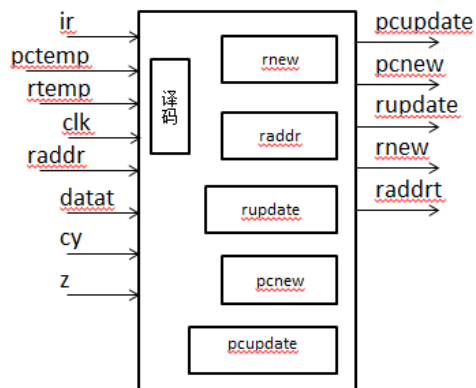 ir
pctemp
rtemp
clk
raddr
datat
cy
z
译码
rnew
raddr
rupdate
pcnew
pcupdate
pcupdate
pcnew
rupdate
rnew
raddrt